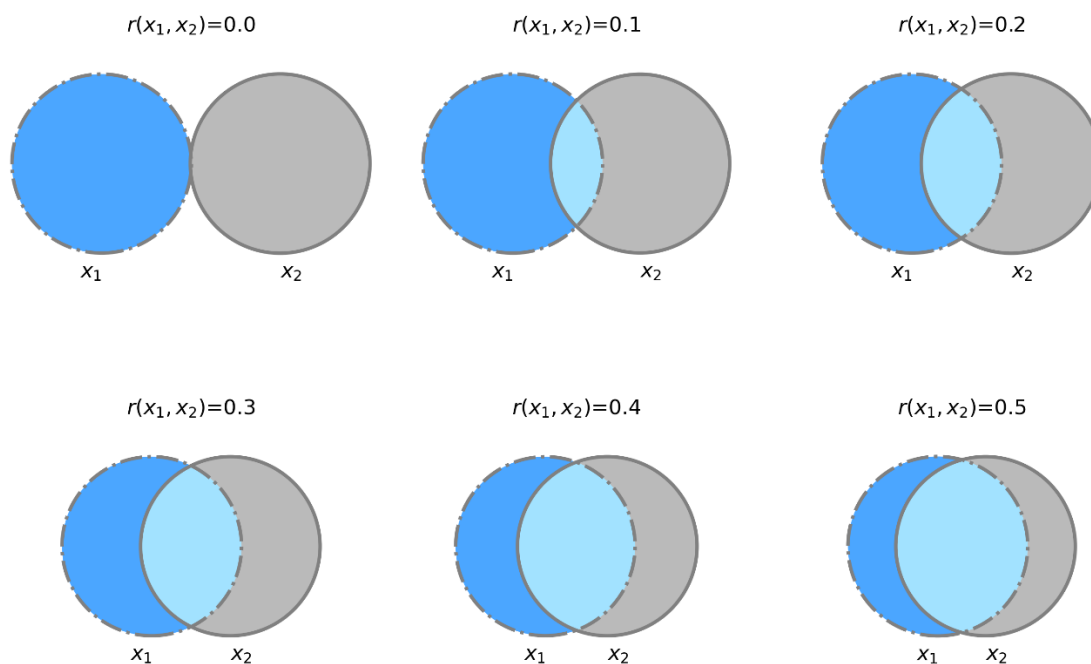 r(x₁, x₂)=0.0
r(x₁, x₂)=0.1
r(x₁, x₂)=0.2
x₁
x₂
x₁
x₂
x₁
x₂
r(x₁, x₂)=0.3
r(x₁, x₂)=0.4
r(x₁, x₂)=0.5
x₁
x₂
x₁
x₂
x₁
x₂